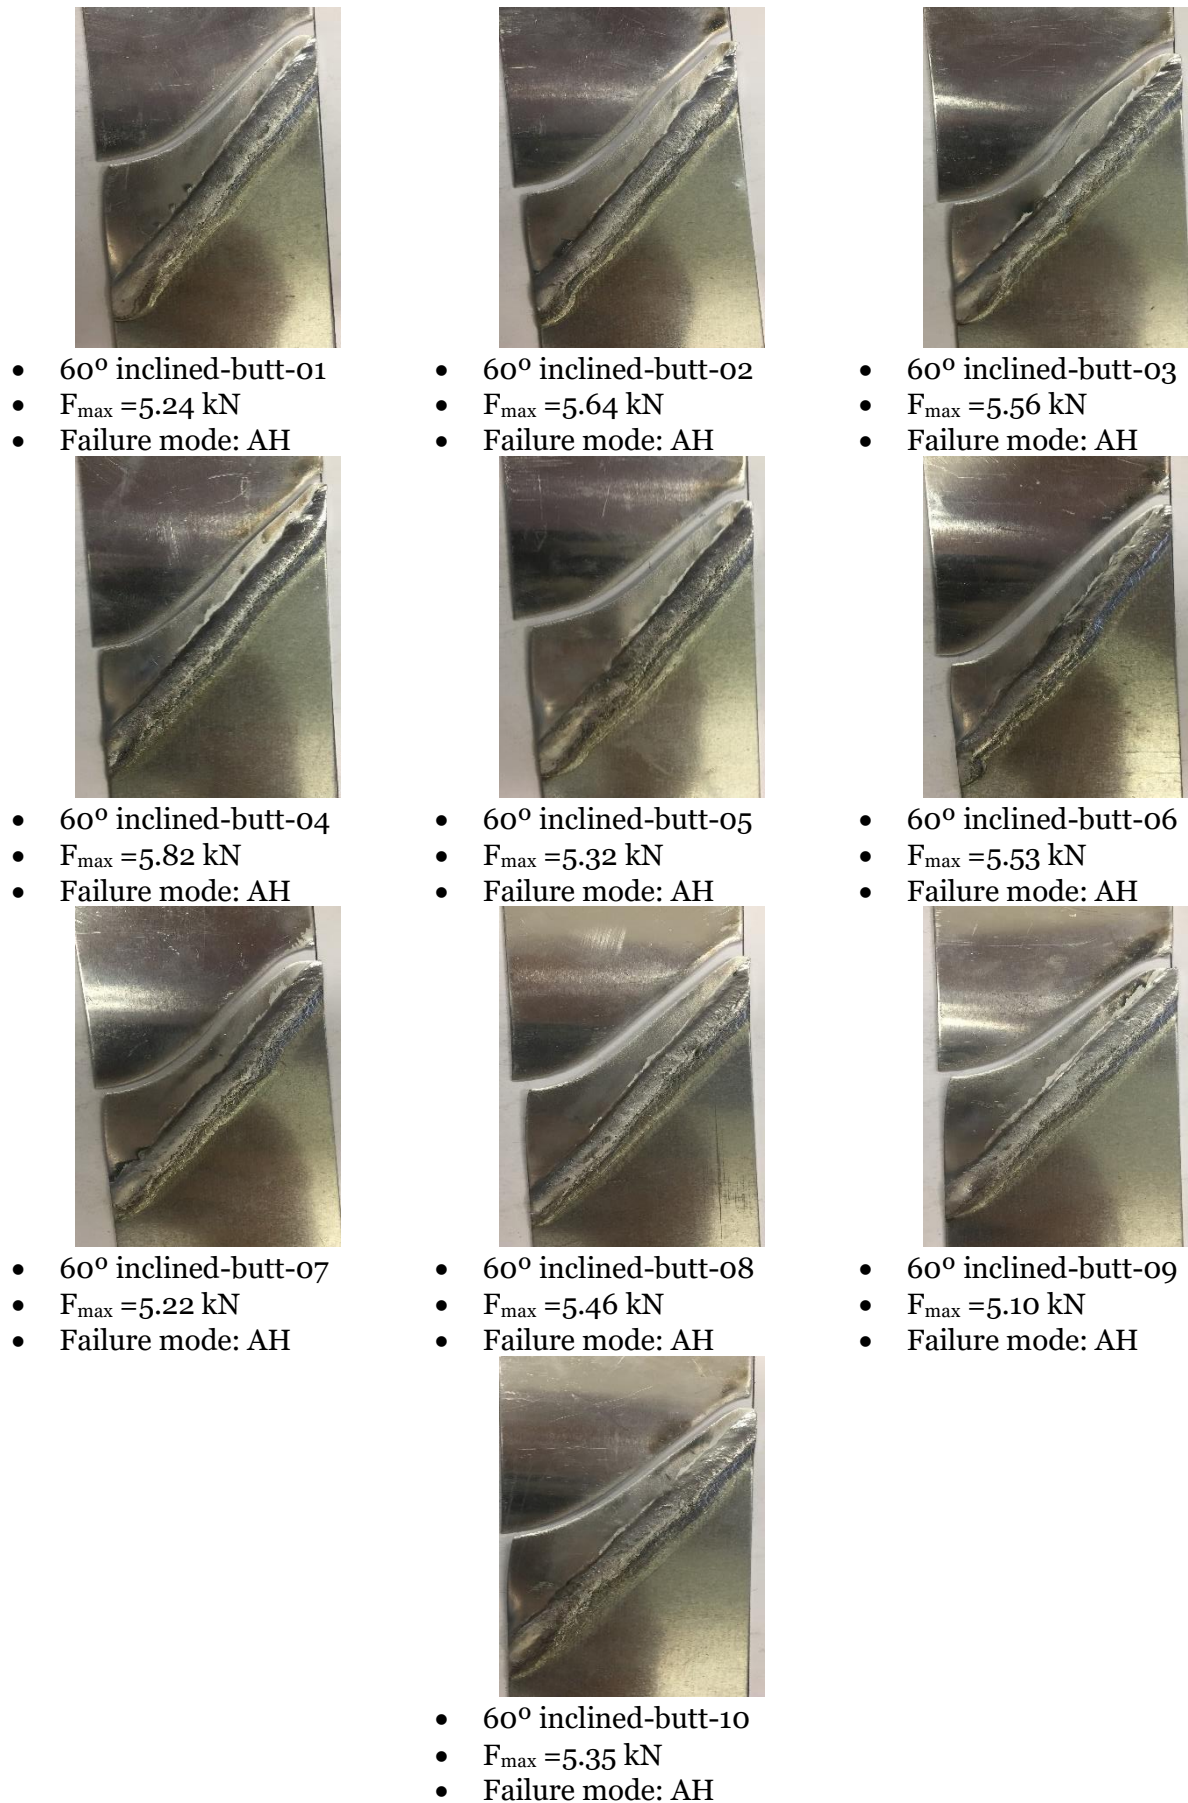 • 60º inclined-butt-01
• Fmax =5.24 kN
• Failure mode: AH
• 60º inclined-butt-02
• Fmax =5.64 kN
• Failure mode: AH
• 60º inclined-butt-03
• Fmax =5.56 kN
• Failure mode: AH
• 60º inclined-butt-04
• Fmax =5.82 kN
• Failure mode: AH
• 60º inclined-butt-05
• Fmax =5.32 kN
• Failure mode: AH
• 60º inclined-butt-06
• Fmax =5.53 kN
• Failure mode: AH
• 60º inclined-butt-07
• Fmax =5.22 kN
• Failure mode: AH
• 60º inclined-butt-08
• Fmax =5.46 kN
• Failure mode: AH
• 60º inclined-butt-09
• Fmax =5.10 kN
• Failure mode: AH
• 60º inclined-butt-10
• Fmax =5.35 kN
• Failure mode: AH